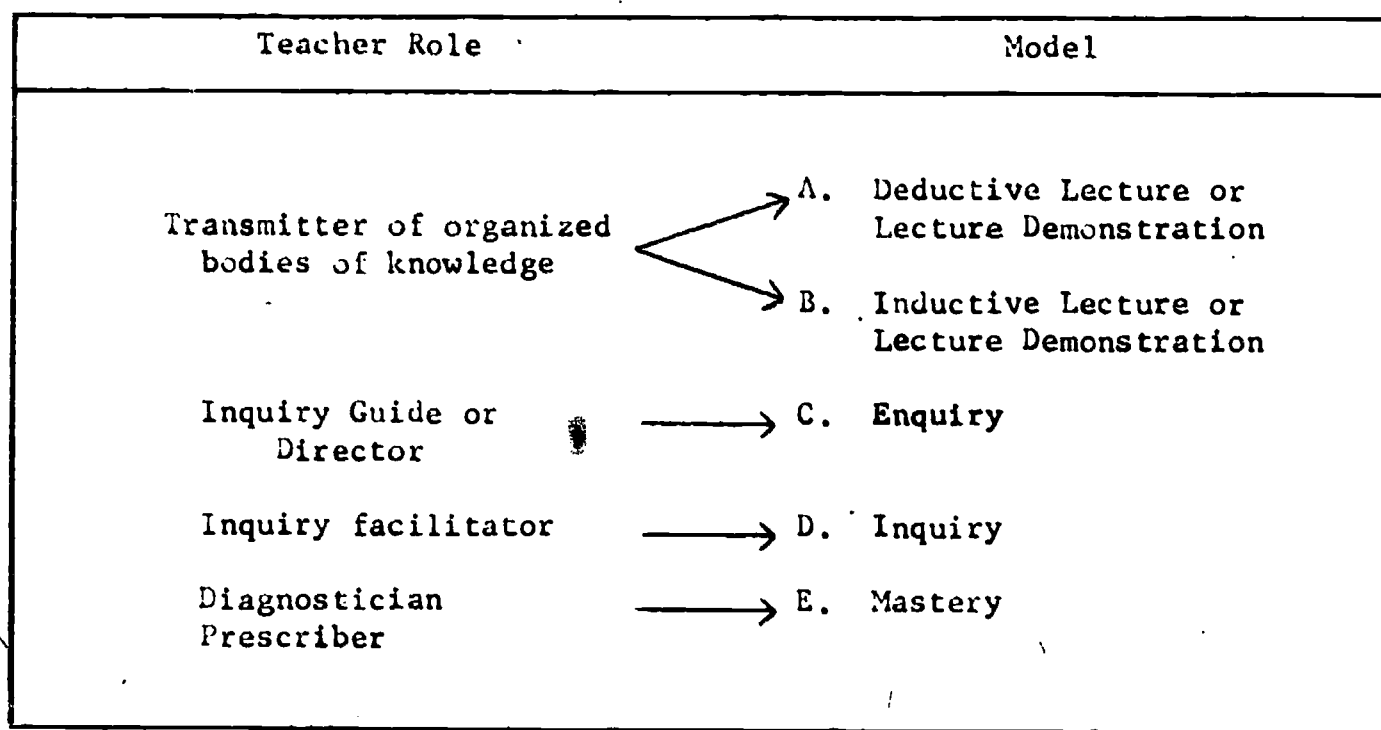 Teacher Role Model
Transmitter of organized
bodies of knowledge
A. Deductive Lecture or
Lecture Demonstration
B. Inductive Lecture or
Lecture Demonstration
Inquiry Guide or
Director
C. Enquiry
Inquiry facilitator
D. Inquiry
Diagnostician
Prescriber
E. Mastery